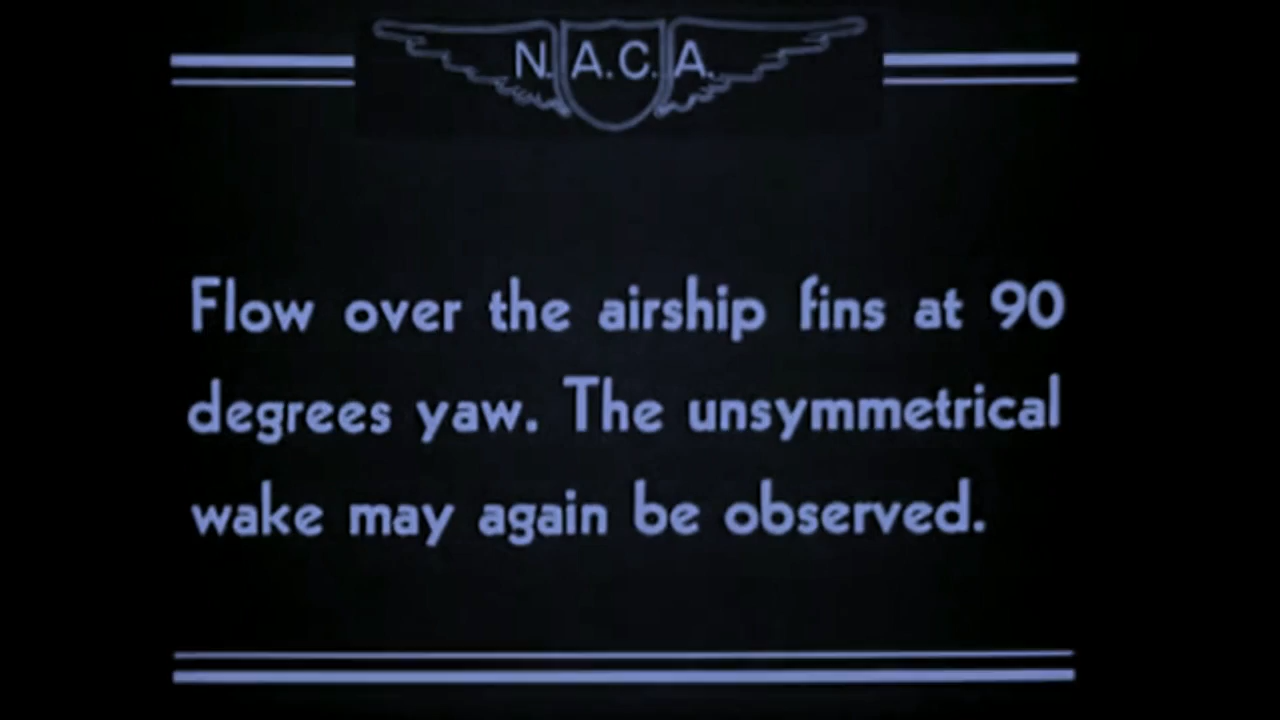 N.A.C.A.
Flow over the airship fins at 90
degrees yaw. The unsymmetrical
wake may again be observed.